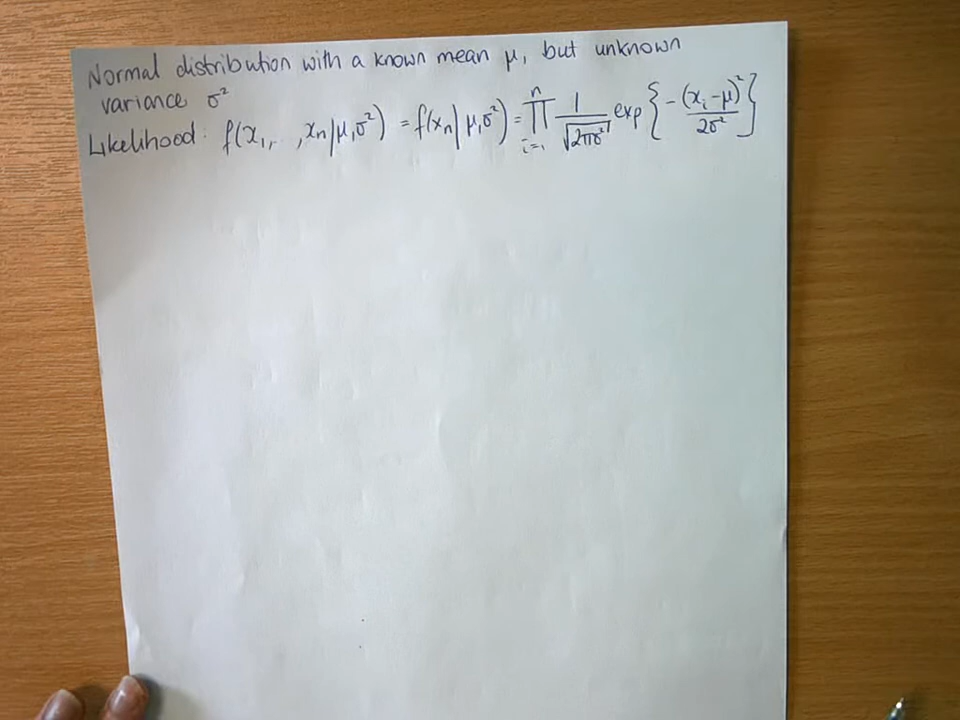 Normal distribution with a known mean μ, but unknown
variance σ²
Likelihood: f(x₁, .. , xₙ|μ,σ²) = f(xₙ|μ,σ²) = ∏ᵢ₌₁ⁿ 1/√(2πσ²) exp{-(xᵢ-μ)²/2σ²}